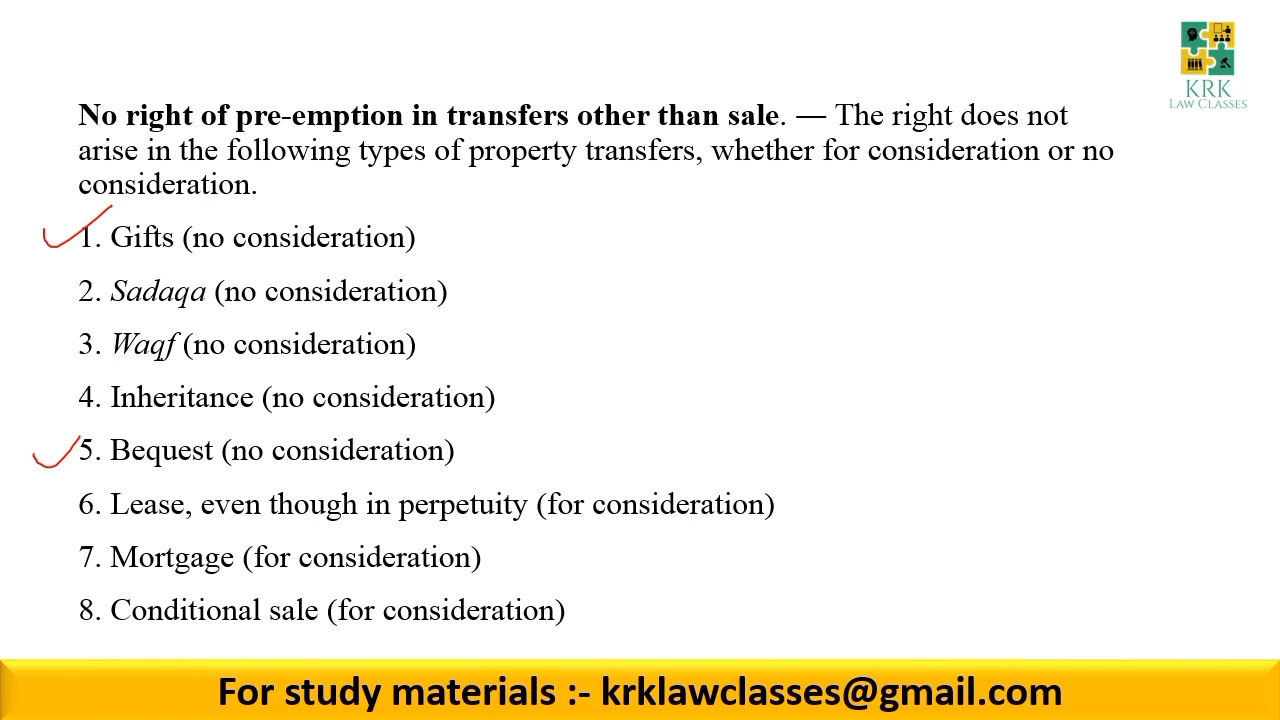 KRK
LAW CLASSES
No right of pre-emption in transfers other than sale. — The right does not
arise in the following types of property transfers, whether for consideration or no
consideration.
1. Gifts (no consideration)
2. Sadaqa (no consideration)
3. Waqf (no consideration)
4. Inheritance (no consideration)
5. Bequest (no consideration)
6. Lease, even though in perpetuity (for consideration)
7. Mortgage (for consideration)
8. Conditional sale (for consideration)
For study materials :- krklawclasses@gmail.com